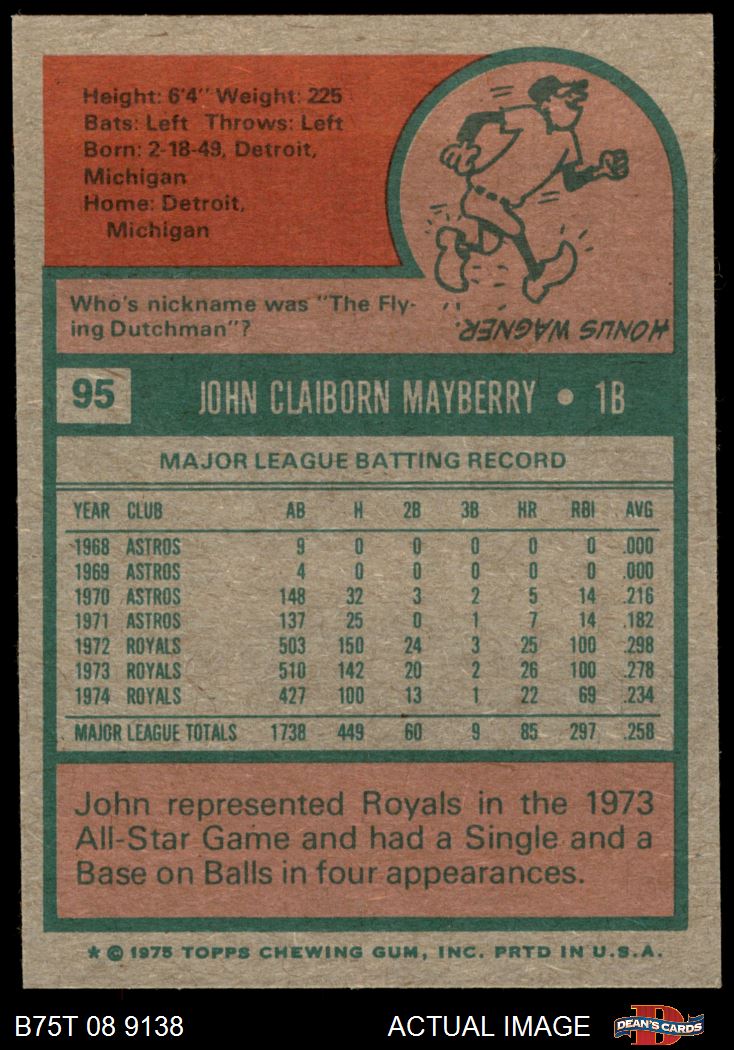 Height: 6'4" Weight: 225
Bats: Left Throws: Left
Born: 2-18-49, Detroit,
Michigan
Home: Detroit,
Michigan
Who's nickname was "The Fly-
ing Dutchman"?
HONUS WAGNER.
95 JOHN CLAIBORN MAYBERRY • 1B
MAJOR LEAGUE BATTING RECORD
YEAR CLUB AB H 2B 3B HR RBI AVG
1968 ASTROS 9 0 0 0 0 0 .000
1969 ASTROS 4 0 0 0 0 0 .000
1970 ASTROS 148 32 3 2 5 14 .216
1971 ASTROS 137 25 0 1 7 14 .182
1972 ROYALS 503 150 24 3 25 100 .298
1973 ROYALS 510 142 20 2 26 100 .278
1974 ROYALS 427 100 13 1 22 69 .234
MAJOR LEAGUE TOTALS 1738 449 60 9 85 297 .258
John represented Royals in the 1973
All-Star Game and had a Single and a
Base on Balls in four appearances.
* © 1975 TOPPS CHEWING GUM, INC. PRTD IN U.S.A.
B75T 08 9138 ACTUAL IMAGE D DEAN'S CARDS